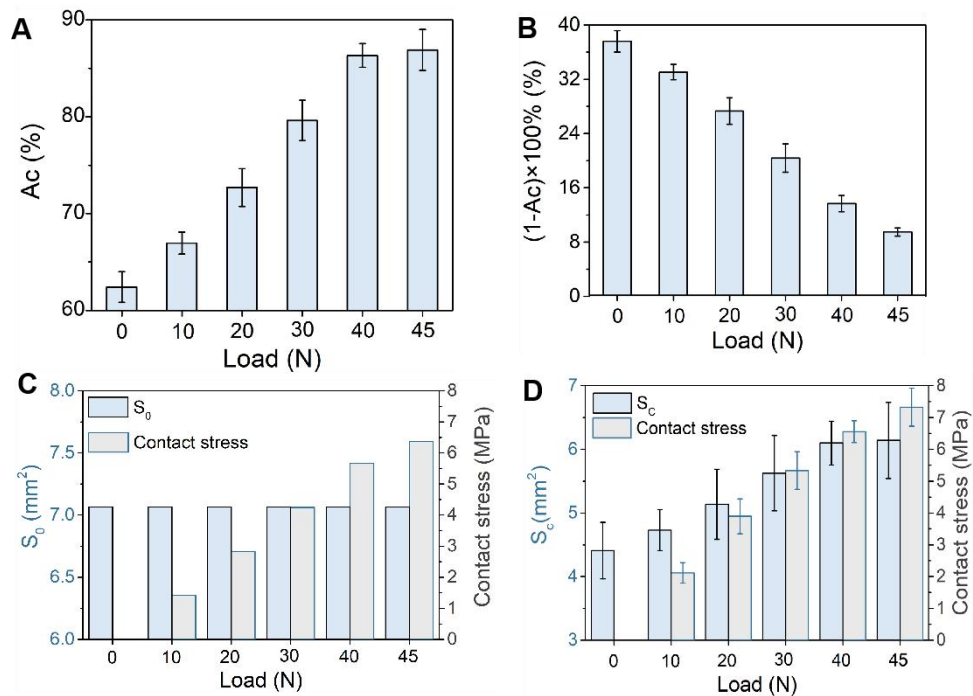 A
Ac (%)
90
80
70
60
0 10 20 30 40 45
Load (N)
B
(1-Ac)×100% (%)
40
32
24
16
8
0
0 10 20 30 40 45
Load (N)
C
S₀ (mm²)
8.0
7.5
7.0
6.5
6.0
S₀
Contact stress
8
7
6
5
4
3
2
1
0
Contact stress (MPa)
0 10 20 30 40 45
Load (N)
D
S꜀(mm²)
7
6
5
4
3
S꜀
Contact stress
8
7
6
5
4
3
2
1
0
Contact stress (MPa)
0 10 20 30 40 45
Load (N)